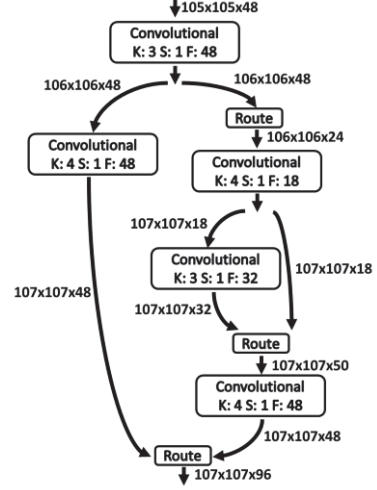 105x105x48
Convolutional
K: 3 S: 1 F: 48
106x106x48
106x106x48
Route
106x106x24
Convolutional
K: 4 S: 1 F: 48
Convolutional
K: 4 S: 1 F: 18
107x107x18
Convolutional
K: 3 S: 1 F: 32
107x107x18
107x107x48
107x107x32
Route
107x107x50
Convolutional
K: 4 S: 1 F: 48
107x107x48
Route
107x107x96